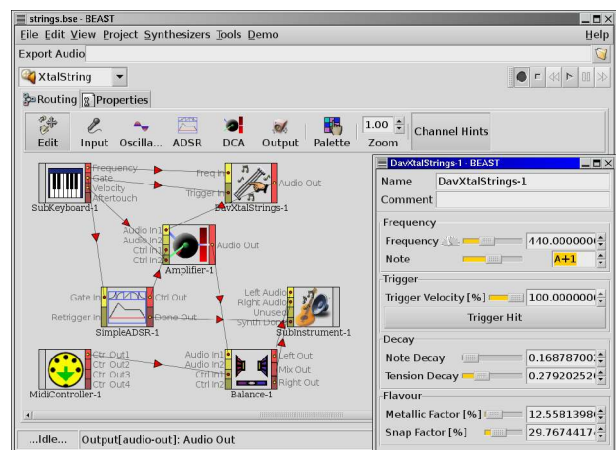 strings.bse - BEAST
File Edit View Project Synthesizers Tools Demo Help
Export Audio
XtalString
Routing Properties
Edit Input Oscilla... ADSR DCA Output Palette 1.00 Zoom Channel Hints
Frequency
Gate
Velocity
Aftertouch
SubKeyboard-1
Freq In
Trigger In
Audio Out
DavXtalStrings-1
Audio In1
Audio In2
Ctrl In1
Ctrl In2
Audio Out
Amplifier-1
Gate In
Retrigger In
Ctrl Out
Done Out
SimpleADSR-1
Left Audio
Right Audio
Unused
Synth Done
SubInstrument-1
Ctr Out1
Ctr Out2
Ctr Out3
Ctr Out4
MidiController-1
Audio In1
Audio In2
Ctrl In1
Ctrl In2
Left Out
Mix Out
Right Out
Balance-1
...Idle... Output[audio-out]: Audio Out
DavXtalStrings-1 - BEAST
Name DavXtalStrings-1
Comment
Frequency
Frequency 440.0000000
Note A+1
Trigger
Trigger Velocity [%] 100.000000
Trigger Hit
Decay
Note Decay 0.168787003
Tension Decay 0.279202525
Flavour
Metallic Factor [%] 12.5581398
Snap Factor [%] 29.7674417